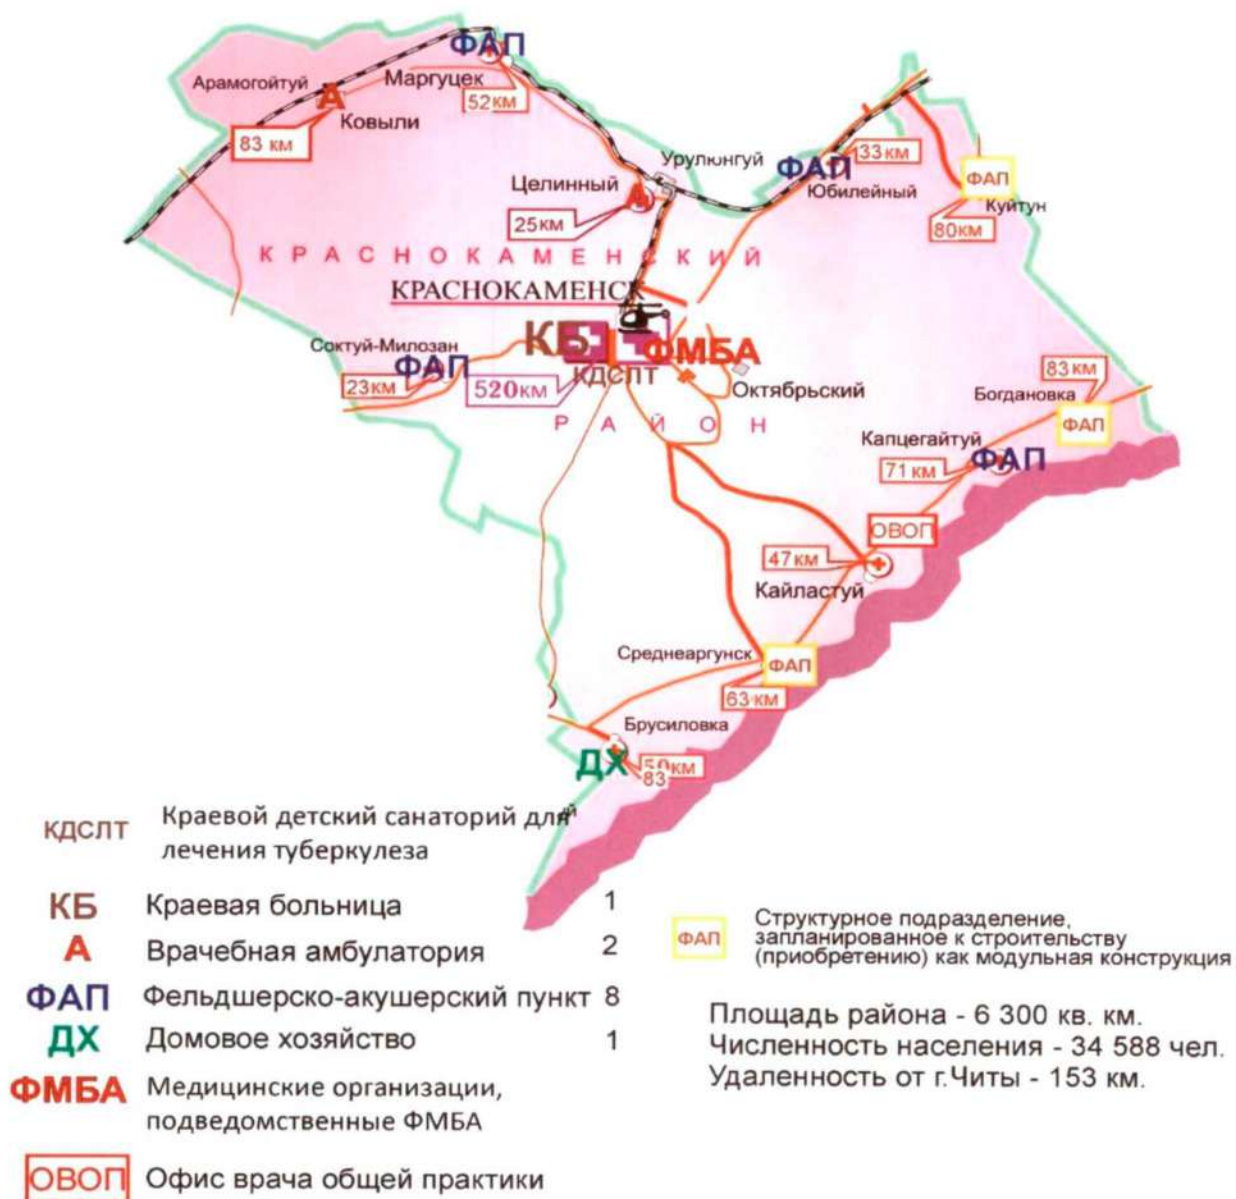 ФАП
Арамогойтуй
Маргуцек
А
52км
Ковыли
83 км
Урулюнгуй
33км
ФАП
Юбилейный
ФАП
Куйтун
80км
Целинный
А
25км
КРАСНОКАМЕНСКИЙ
КРАСНОКАМЕНСК
КБ
ФМБА
Соктуй-Милозан
ФАП
23км
520км
КДСЛТ
Октябрьский
РАЙОН
83км
Богдановка
ФАП
Капцегайтуй
71 км
ФАП
ОВОП
47км
Кайластуй
Среднеаргунск
ФАП
63км
Брусиловка
ДХ
50км
83
КДСЛТ Краевой детский санаторий для
лечения туберкулеза
КБ Краевая больница 1
А Врачебная амбулатория 2
ФАП Фельдшерско-акушерский пункт 8
ДХ Домовое хозяйство 1
ФМБА Медицинские организации,
подведомственные ФМБА
ОВОП Офис врача общей практики
ФАП Структурное подразделение,
запланированное к строительству
(приобретению) как модульная конструкция
Площадь района - 6 300 кв. км.
Численность населения - 34 588 чел.
Удаленность от г.Читы - 153 км.